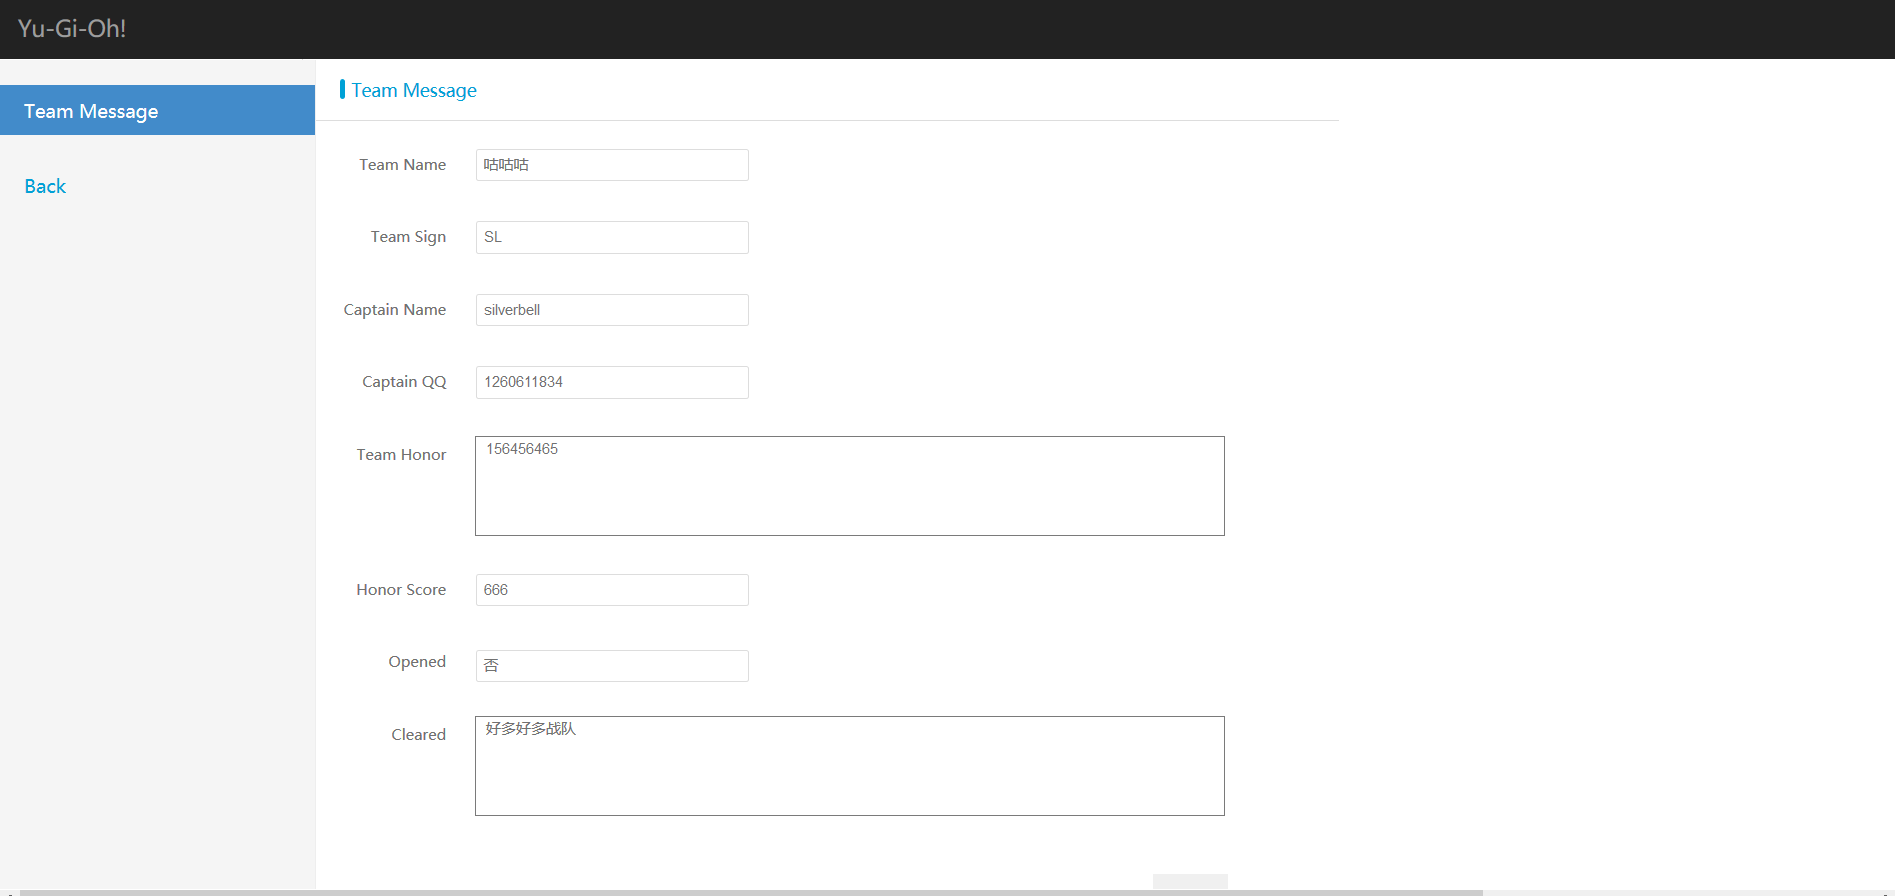 Yu-Gi-Oh!
Team Message
Back
Team Message
Team Name 咕咕咕
Team Sign SL
Captain Name silverbell
Captain QQ 1260611834
Team Honor 156456465
Honor Score 666
Opened 否
Cleared 好多好多战队